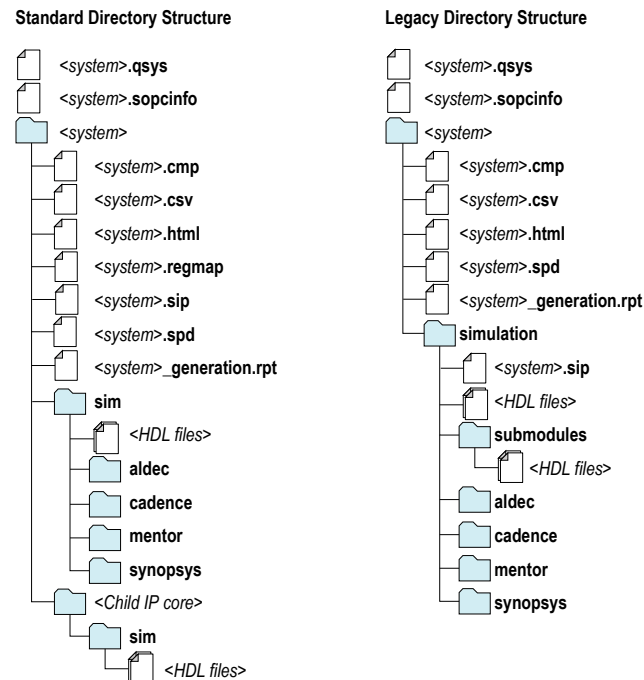 Standard Directory Structure
<system>.qsys
<system>.sopcinfo
<system>
<system>.cmp
<system>.csv
<system>.html
<system>.regmap
<system>.sip
<system>.spd
<system>_generation.rpt
sim
<HDL files>
aldec
cadence
mentor
synopsys
<Child IP core>
sim
<HDL files>
Legacy Directory Structure
<system>.qsys
<system>.sopcinfo
<system>
<system>.cmp
<system>.csv
<system>.html
<system>.spd
<system>_generation.rpt
simulation
<system>.sip
<HDL files>
submodules
<HDL files>
aldec
cadence
mentor
synopsys